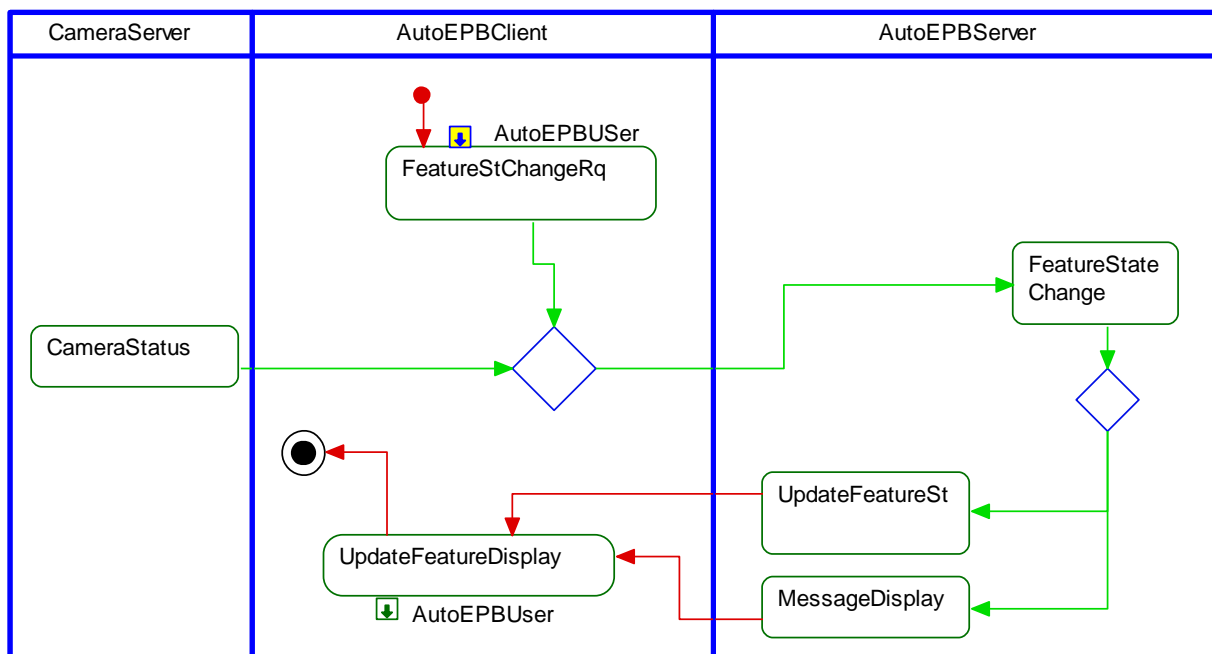 CameraServer
AutoEPBClient
AutoEPBServer
AutoEPBUSer
FeatureStChangeRq
FeatureState
Change
CameraStatus
UpdateFeatureSt
UpdateFeatureDisplay
MessageDisplay
AutoEPBUser